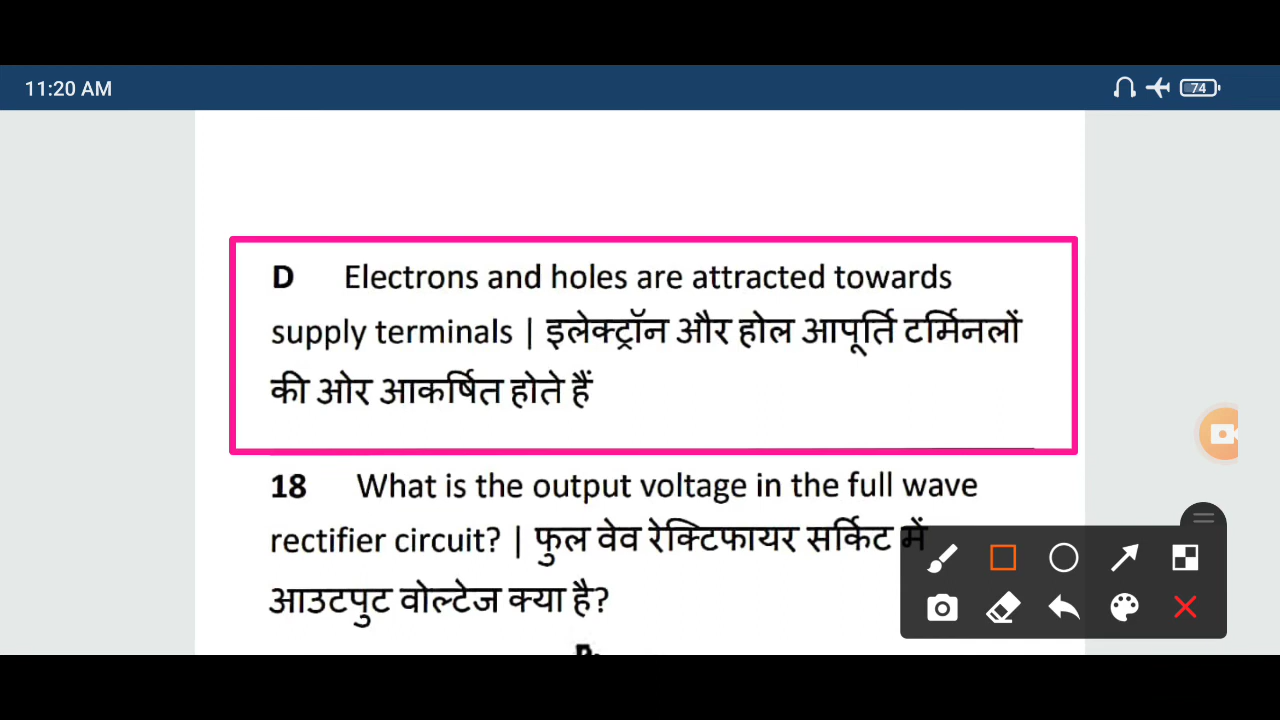 11:20 AM
74
D Electrons and holes are attracted towards
supply terminals | इलेक्ट्रॉन और होल आपूर्ति टर्मिनलों
की ओर आकर्षित होते हैं
18 What is the output voltage in the full wave
rectifier circuit? | फुल वेव रेक्टिफायर सर्किट में
आउटपुट वोल्टेज क्या है?